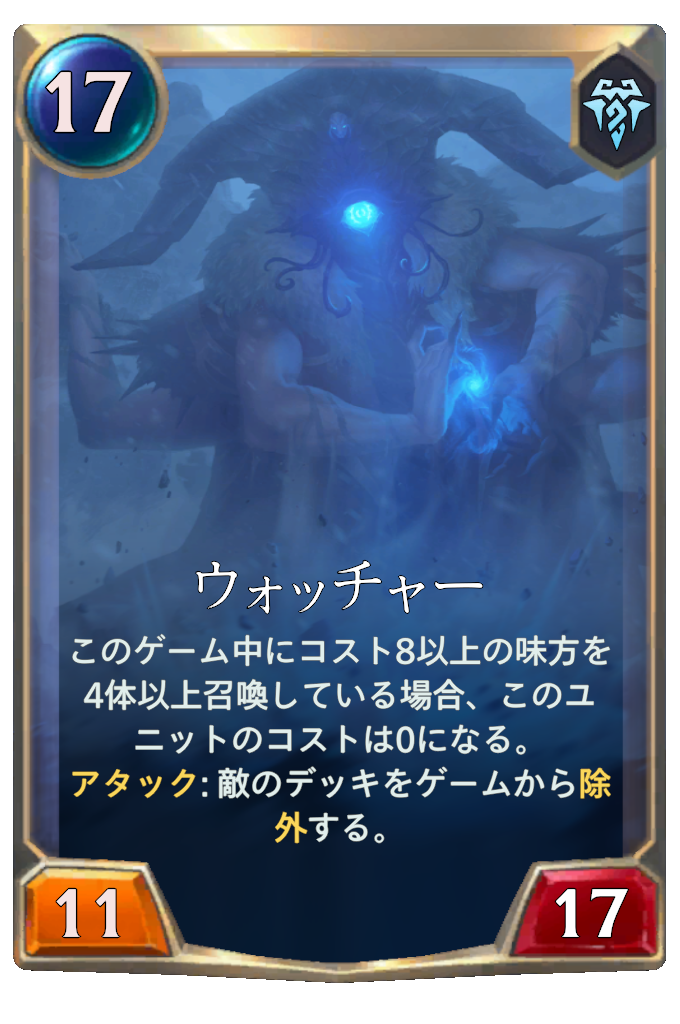 17
ウォッチャー
このゲーム中にコスト8以上の味方を
4体以上召喚している場合、このユ
ニットのコストは0になる。
アタック: 敵のデッキをゲームから除
外する。
11
17